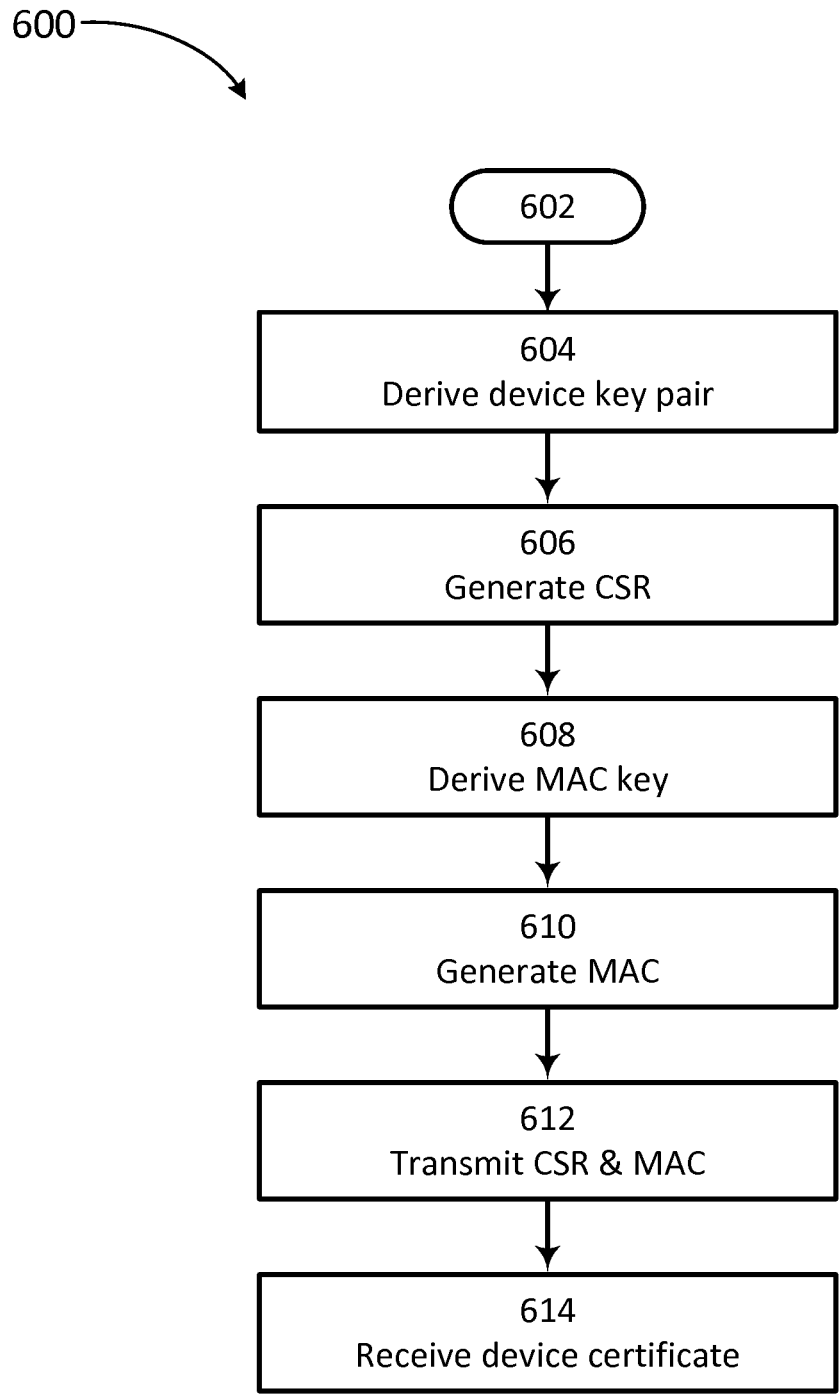 600
602
604
Derive device key pair
606
Generate CSR
608
Derive MAC key
610
Generate MAC
612
Transmit CSR & MAC
614
Receive device certificate